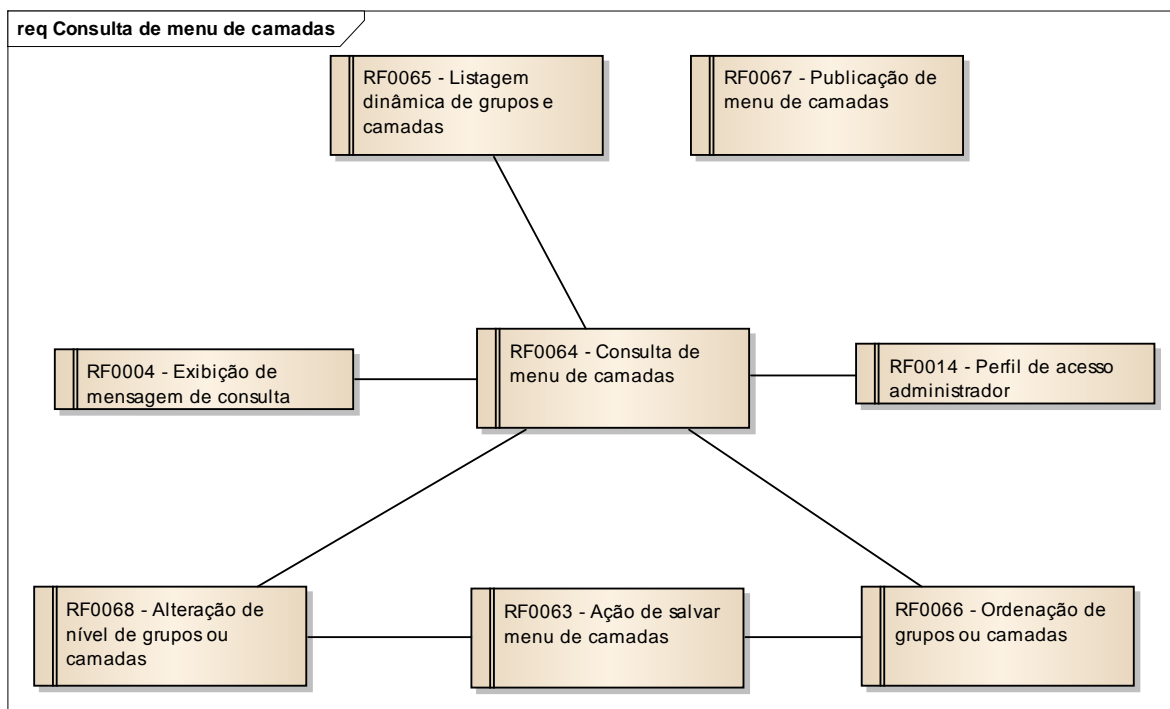 req Consulta de menu de camadas
RF0065 - Listagem
dinâmica de grupos e
camadas
RF0067 - Publicação de
menu de camadas
RF0004 - Exibição de
mensagem de consulta
RF0064 - Consulta de
menu de camadas
RF0014 - Perfil de acesso
administrador
RF0068 - Alteração de
nível de grupos ou
camadas
RF0063 - Ação de salvar
menu de camadas
RF0066 - Ordenação de
grupos ou camadas